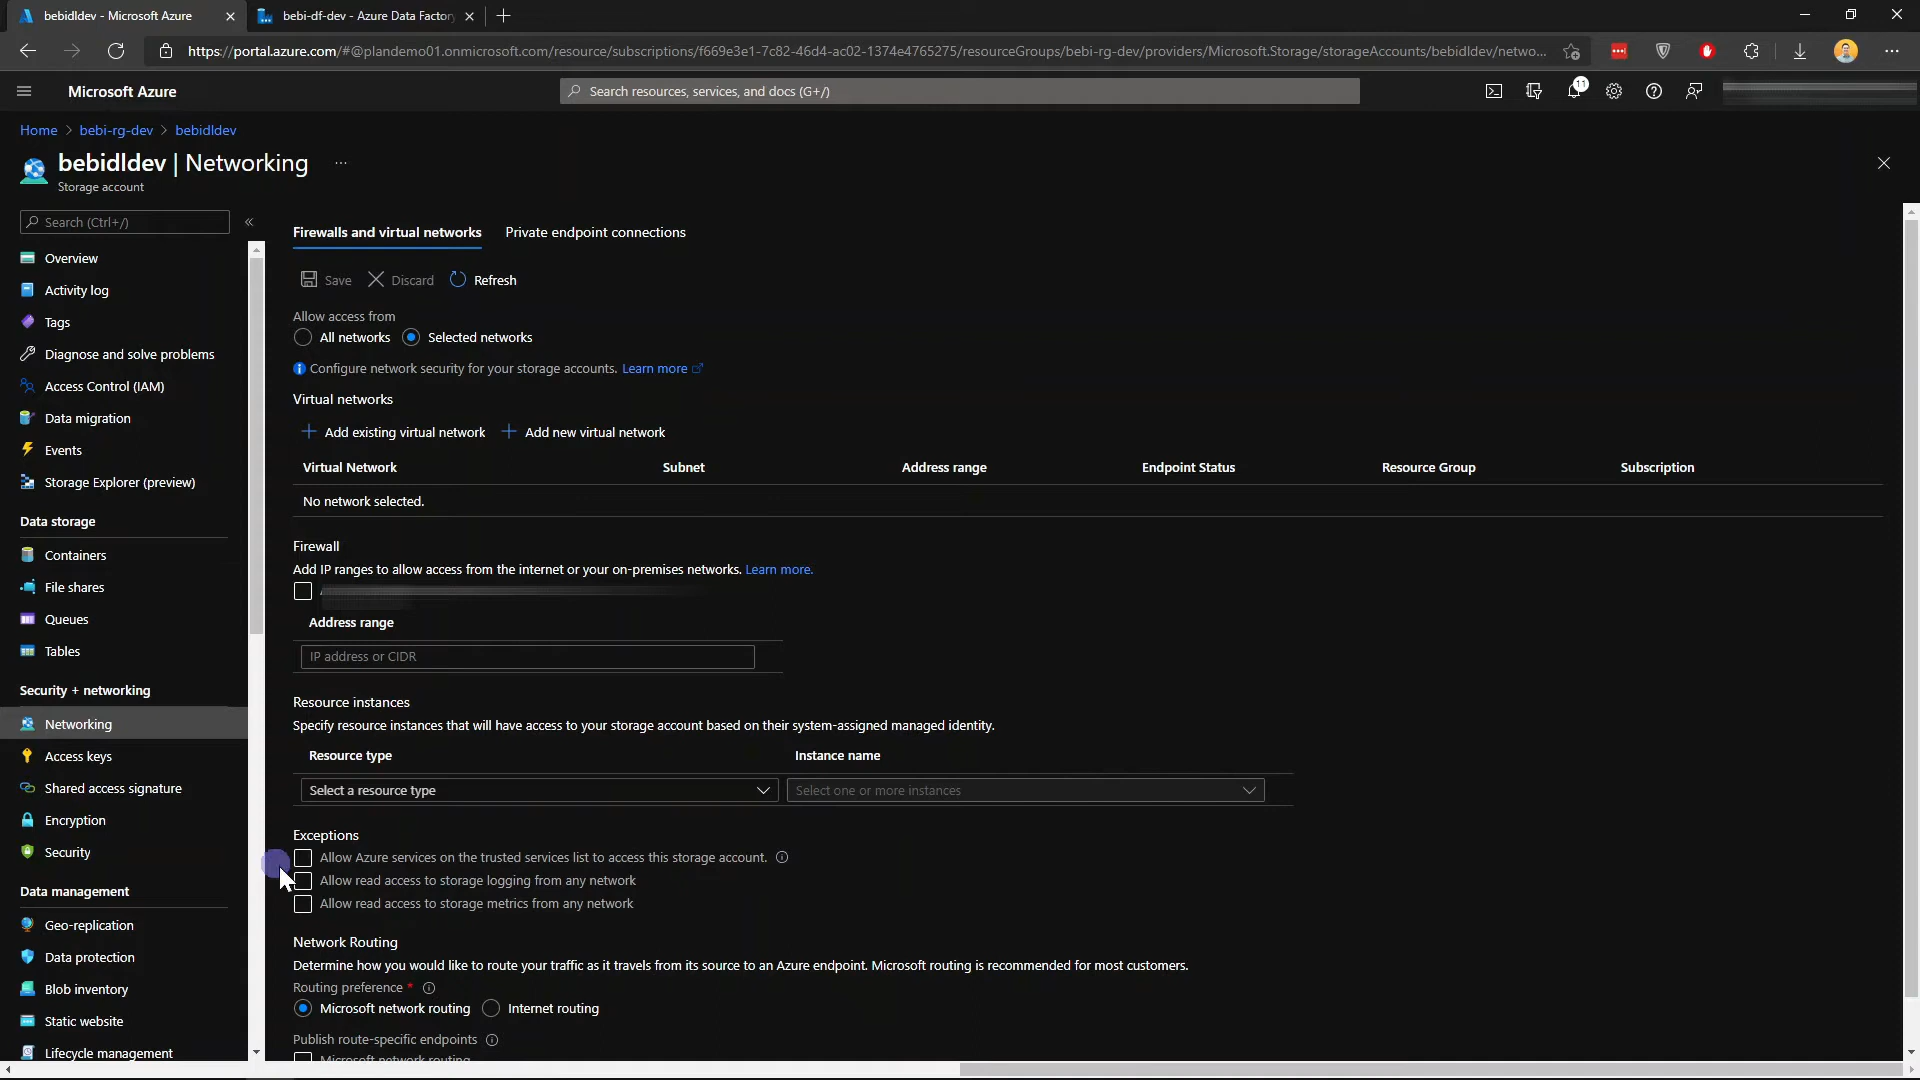 bebidldev - Microsoft Azure
bebi-df-dev - Azure Data Factory
https://portal.azure.com/#@plandemo01.onmicrosoft.com/resource/subscriptions/f669e3e1-7c82-46d4-ac02-1374e4765275/resourceGroups/bebi-rg-dev/providers/Microsoft.Storage/storageAccounts/bebidldev/netwo...
Microsoft Azure
Search resources, services, and docs (G+/)
11
Home > bebi-rg-dev > bebidldev
bebidldev | Networking ...
Storage account
Search (Ctrl+/)
Overview
Activity log
Tags
Diagnose and solve problems
Access Control (IAM)
Data migration
Events
Storage Explorer (preview)
Data storage
Containers
File shares
Queues
Tables
Security + networking
Networking
Access keys
Shared access signature
Encryption
Security
Data management
Geo-replication
Data protection
Blob inventory
Static website
Lifecycle management
Firewalls and virtual networks Private endpoint connections
Save Discard Refresh
Allow access from
All networks Selected networks
Configure network security for your storage accounts. Learn more
Virtual networks
+ Add existing virtual network + Add new virtual network
Virtual Network Subnet Address range Endpoint Status Resource Group Subscription
No network selected.
Firewall
Add IP ranges to allow access from the internet or your on-premises networks. Learn more.
Address range
IP address or CIDR
Resource instances
Specify resource instances that will have access to your storage account based on their system-assigned managed identity.
Resource type Instance name
Select a resource type Select one or more instances
Exceptions
Allow Azure services on the trusted services list to access this storage account.
Allow read access to storage logging from any network
Allow read access to storage metrics from any network
Network Routing
Determine how you would like to route your traffic as it travels from its source to an Azure endpoint. Microsoft routing is recommended for most customers.
Routing preference *
Microsoft network routing Internet routing
Publish route-specific endpoints
Microsoft network routing